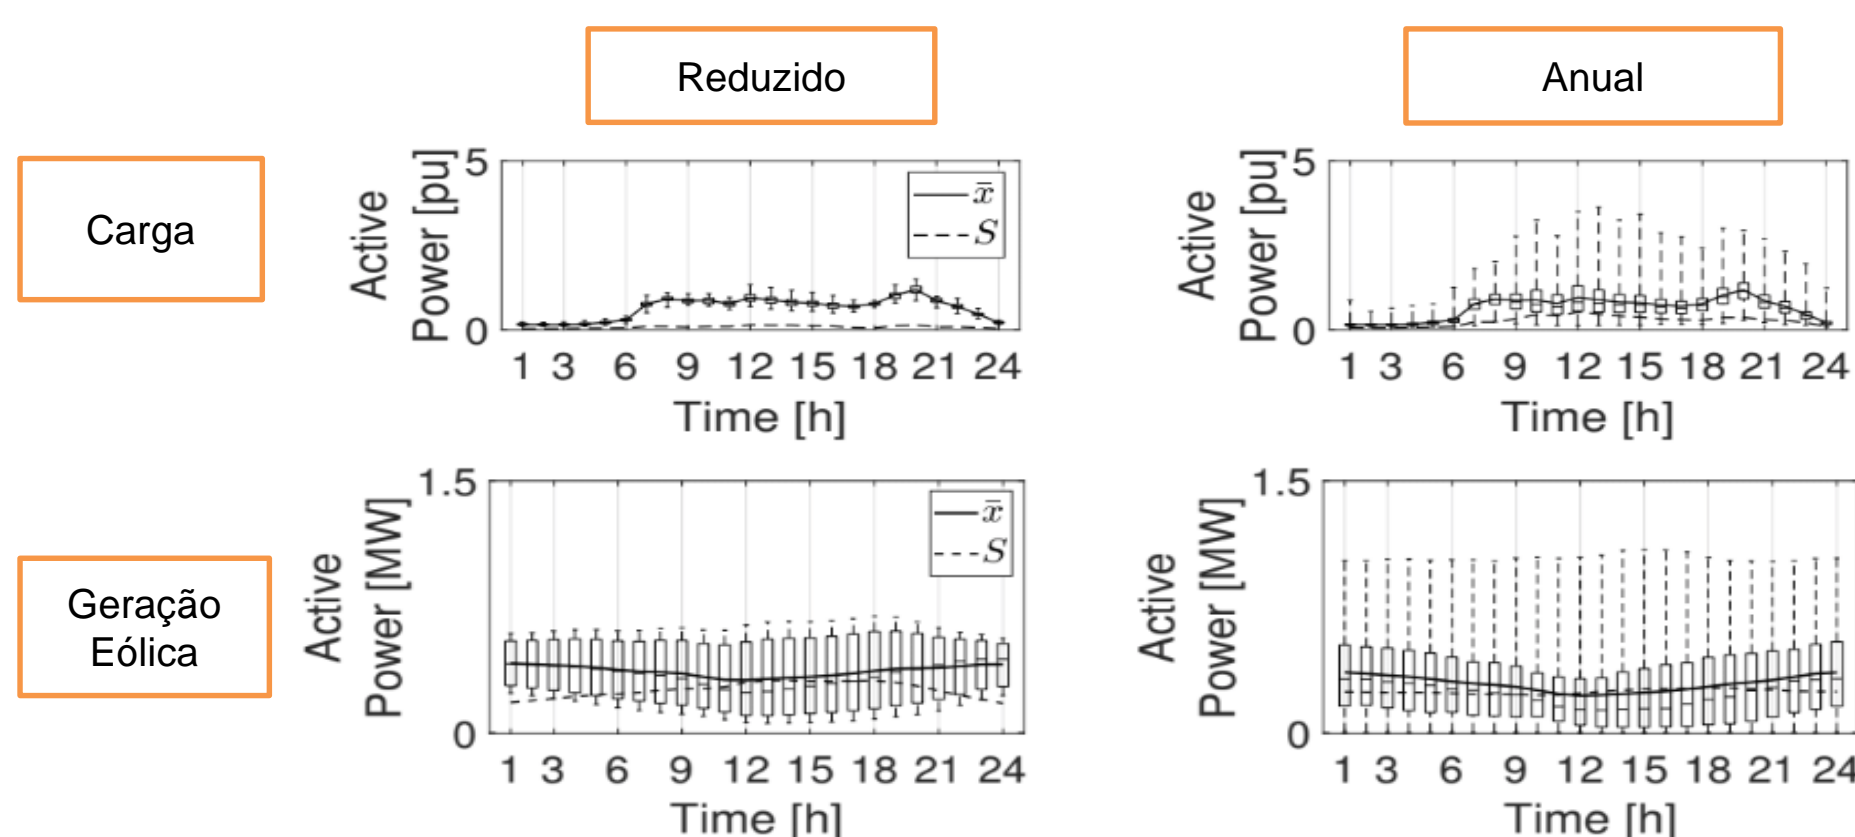 Reduzido
Anual
Carga
Active
Power [pu]
5
0
x̄
S
1 3 6 9 12 15 18 21 24
Time [h]
Active
Power [pu]
5
0
1 3 6 9 12 15 18 21 24
Time [h]
Geração
Eólica
Active
Power [MW]
1.5
0
x̄
S
1 3 6 9 12 15 18 21 24
Time [h]
Active
Power [MW]
1.5
0
1 3 6 9 12 15 18 21 24
Time [h]